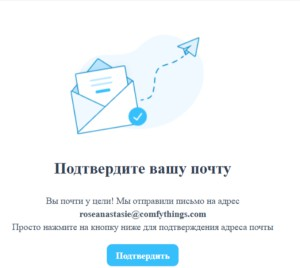 Подтвердите вашу почту
Вы почти у цели! Мы отправили письмо на адрес
roseanastasie@comfythings.com
Просто нажмите на кнопку ниже для подтверждения адреса почты
Подтвердить